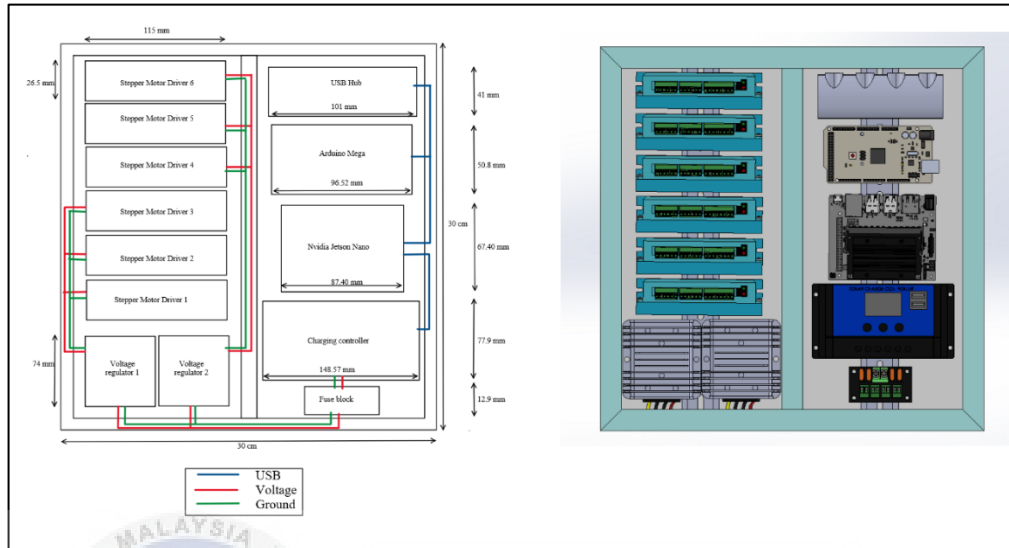 115 mm
26.5 mm
Stepper Motor Driver 6
USB Hub
101 mm
41 mm
Stepper Motor Driver 5
Arduino Mega
96.52 mm
50.8 mm
Stepper Motor Driver 4
Stepper Motor Driver 3
30 cm
Stepper Motor Driver 2
Nvidia Jetson Nano
87.40 mm
67.40 mm
Stepper Motor Driver 1
74 mm
Voltage
regulator 1
Voltage
regulator 2
Charging controller
148.57 mm
77.9 mm
Fuse block
12.9 mm
30 cm
USB
Voltage
Ground
MALAYSIA